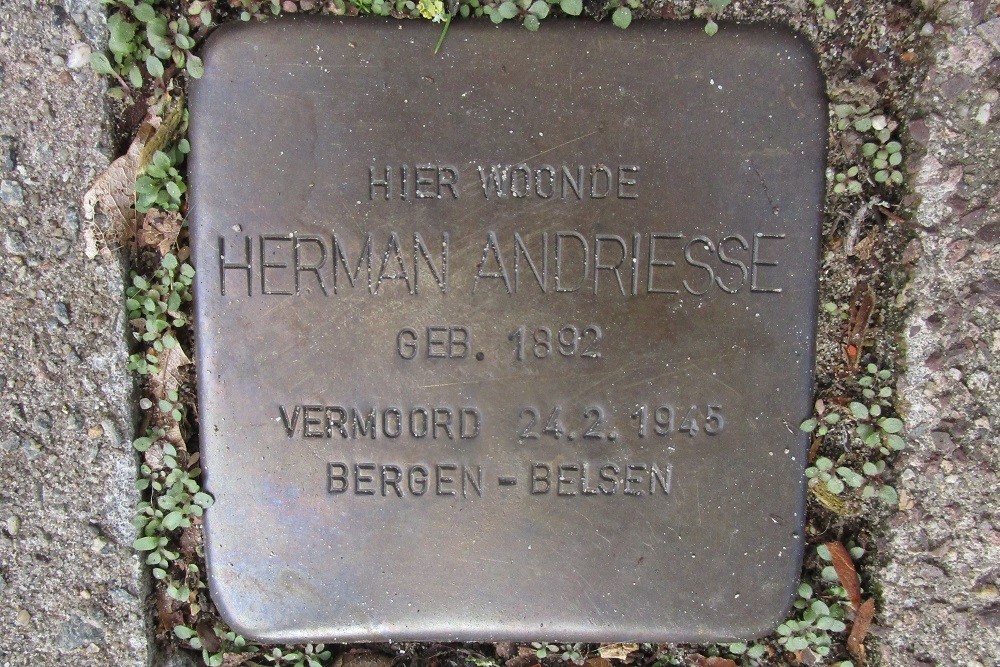 HIER WOONDE
HERMAN ANDRIESSE
GEB. 1892
VERMOORD 24.2.1945
BERGEN - BELSEN